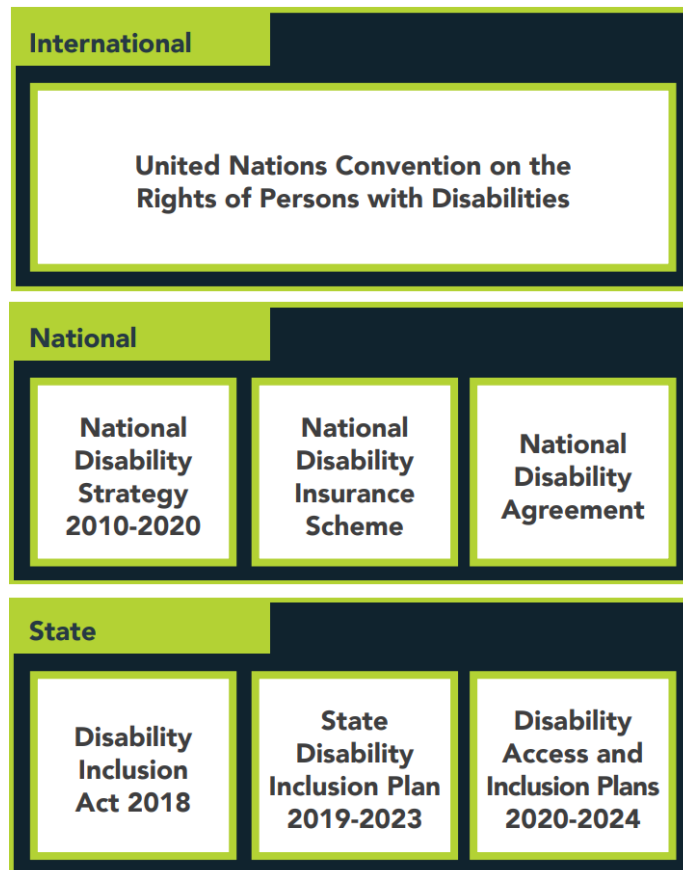 International
United Nations Convention on the
Rights of Persons with Disabilities
National
National
Disability
Strategy
2010-2020
National
Disability
Insurance
Scheme
National
Disability
Agreement
State
Disability
Inclusion
Act 2018
State
Disability
Inclusion Plan
2019-2023
Disability
Access and
Inclusion Plans
2020-2024